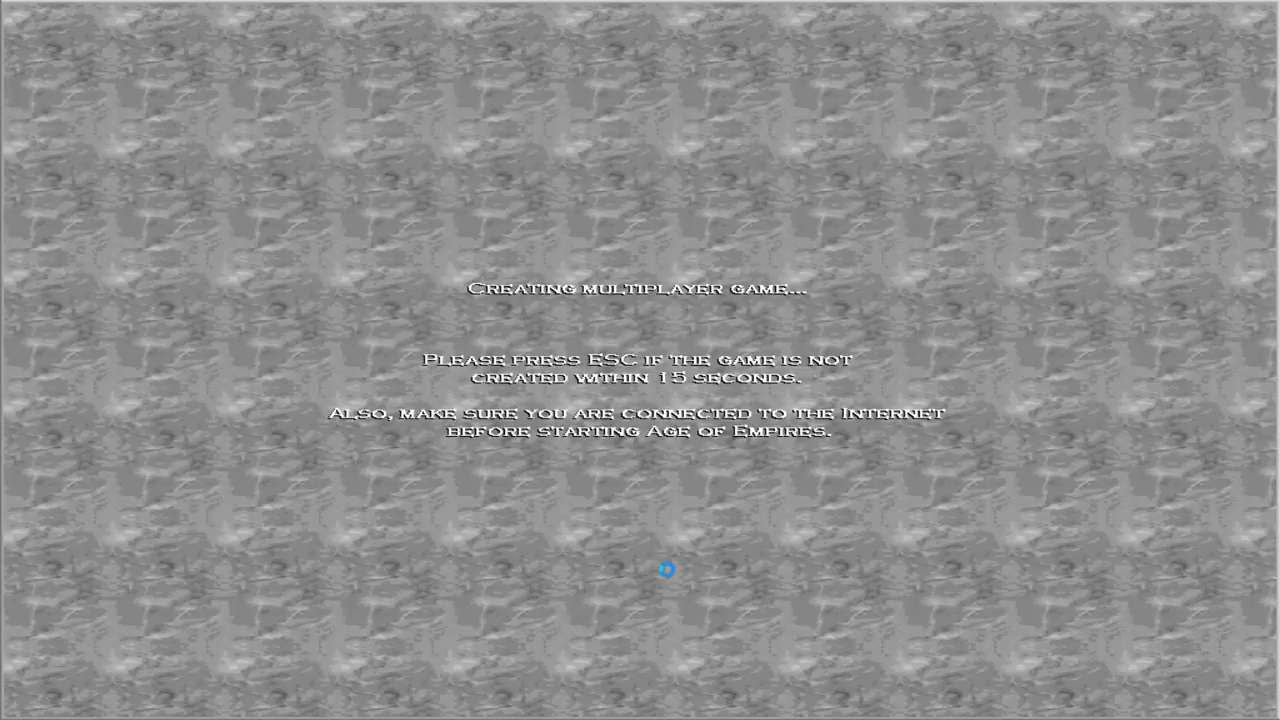 Creating multiplayer game...
Please press ESC if the game is not
created within 15 seconds.
Also, make sure you are connected to the Internet
before starting Age of Empires.